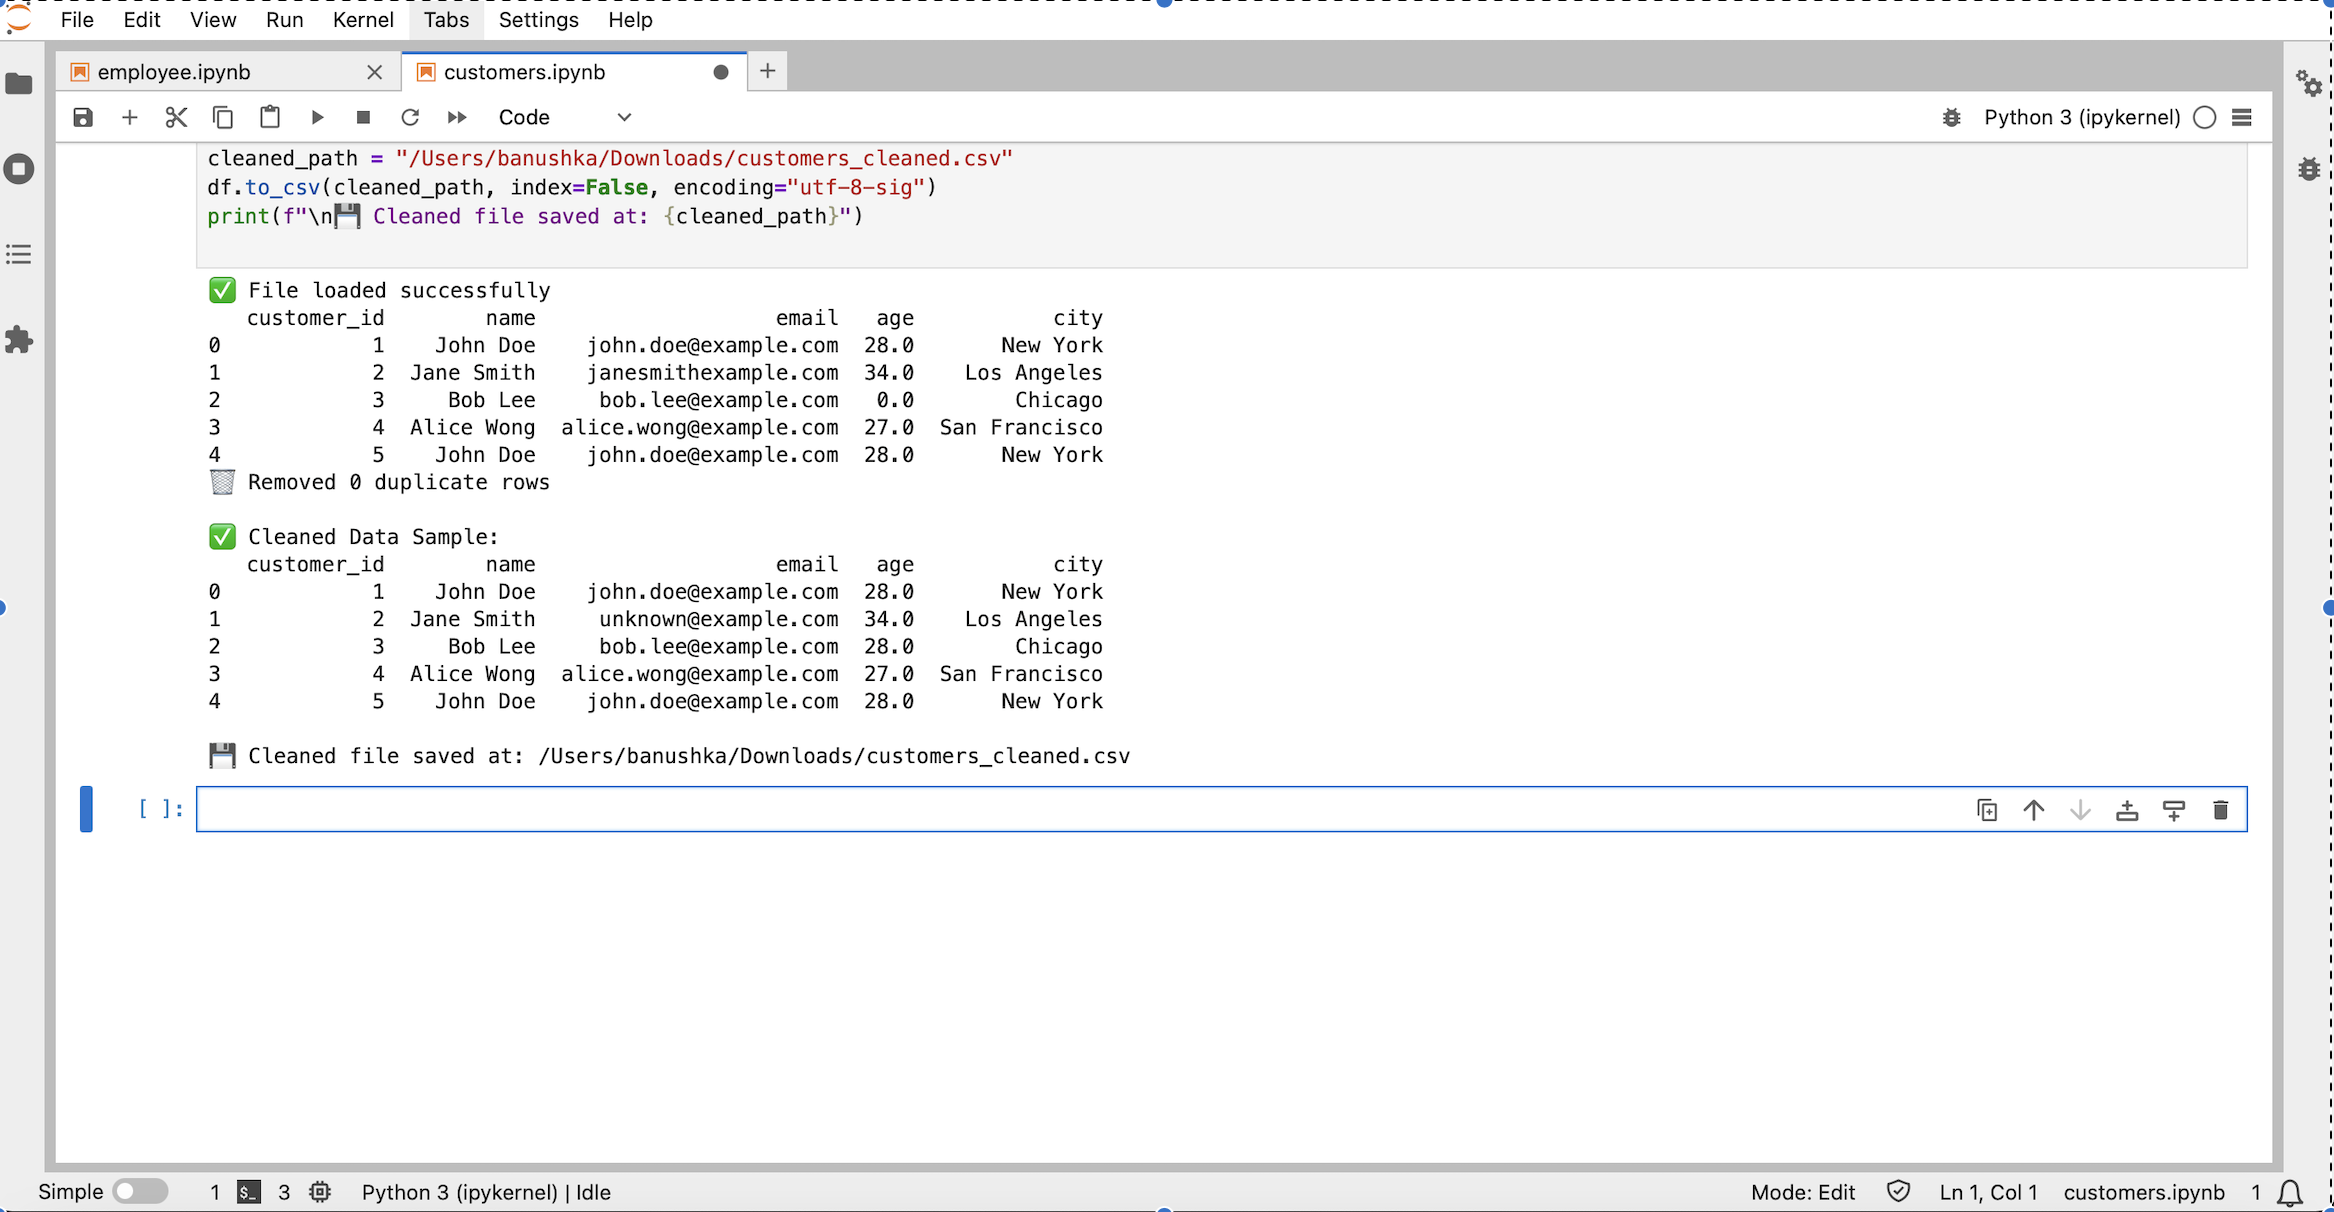 File Edit View Run Kernel Tabs Settings Help
employee.ipynb customers.ipynb
Code Python 3 (ipykernel)
cleaned_path = "/Users/banushka/Downloads/customers_cleaned.csv"
df.to_csv(cleaned_path, index=False, encoding="utf-8-sig")
print(f"\n💾 Cleaned file saved at: {cleaned_path}")
✅ File loaded successfully
customer_id name email age city
0 1 John Doe john.doe@example.com 28.0 New York
1 2 Jane Smith janesmithexample.com 34.0 Los Angeles
2 3 Bob Lee bob.lee@example.com 0.0 Chicago
3 4 Alice Wong alice.wong@example.com 27.0 San Francisco
4 5 John Doe john.doe@example.com 28.0 New York
🗑️ Removed 0 duplicate rows
✅ Cleaned Data Sample:
customer_id name email age city
0 1 John Doe john.doe@example.com 28.0 New York
1 2 Jane Smith unknown@example.com 34.0 Los Angeles
2 3 Bob Lee bob.lee@example.com 28.0 Chicago
3 4 Alice Wong alice.wong@example.com 27.0 San Francisco
4 5 John Doe john.doe@example.com 28.0 New York
💾 Cleaned file saved at: /Users/banushka/Downloads/customers_cleaned.csv
[ ]:
Simple 1 $_ 3 Python 3 (ipykernel) | Idle Mode: Edit Ln 1, Col 1 customers.ipynb 1